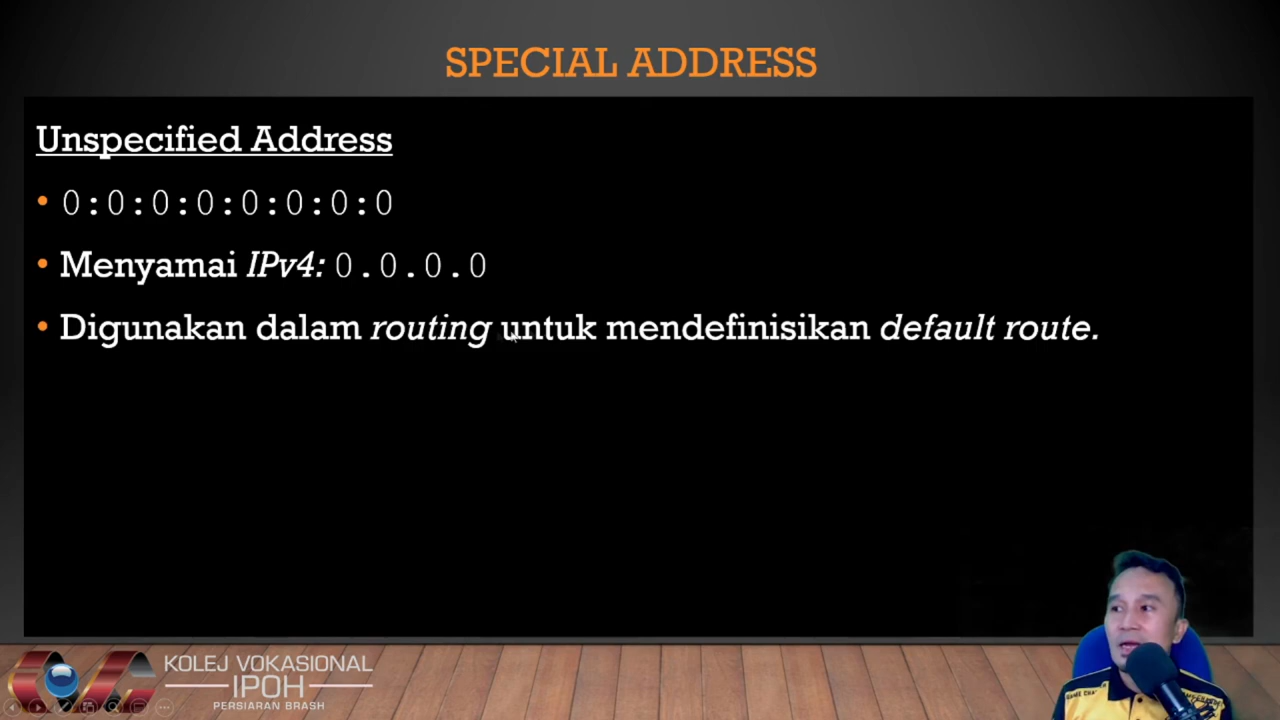 SPECIAL ADDRESS
Unspecified Address
• 0:0:0:0:0:0:0:0
• Menyamai IPv4: 0.0.0.0
• Digunakan dalam routing untuk mendefinisikan default route.
KOLEJ VOKASIONAL
IPOH
PERSIARAN BRASH